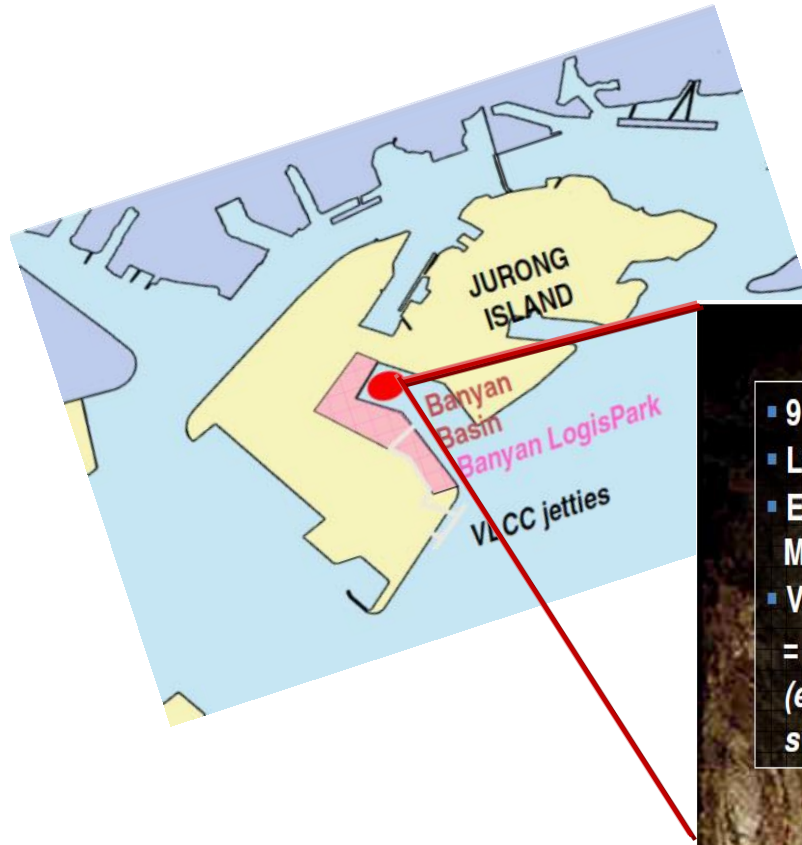 JURONG
ISLAND
Banyan
Basin
Banyan LogisPark
VLCC jetties
▪ 9
▪ L
▪ E
M
▪ V
=
(e
s